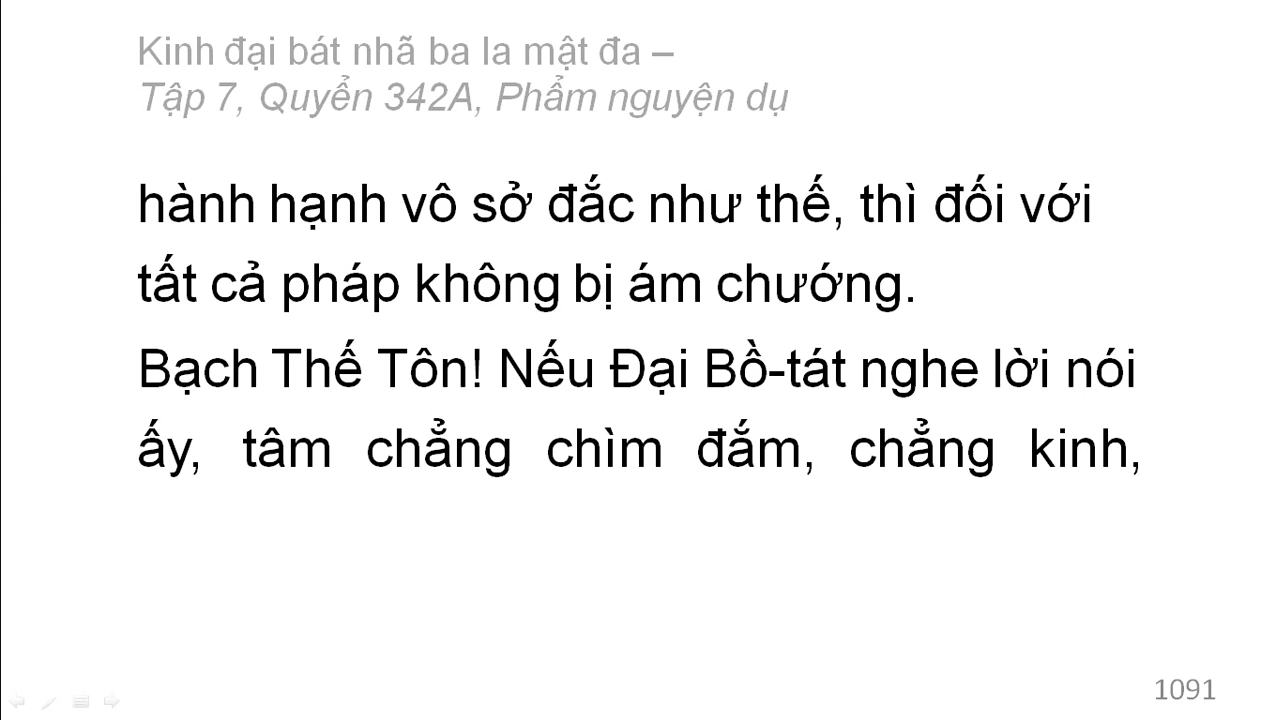 Kinh đại bát nhã ba la mật đa –
Tập 7, Quyển 342A, Phẩm nguyện dụ
hành hạnh vô sở đắc như thế, thì đối với
tất cả pháp không bị ám chướng.
Bạch Thế Tôn! Nếu Đại Bồ-tát nghe lời nói
ấy, tâm chẳng chìm đắm, chẳng kinh,
1091